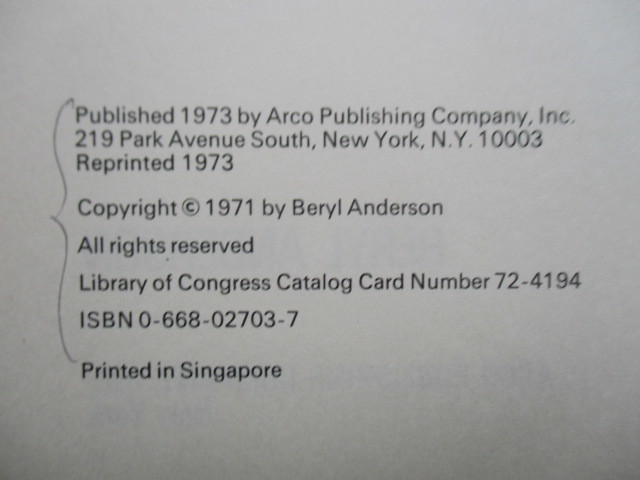 Published 1973 by Arco Publishing Company, Inc.
219 Park Avenue South, New York, N.Y. 10003
Reprinted 1973
Copyright © 1971 by Beryl Anderson
All rights reserved
Library of Congress Catalog Card Number 72-4194
ISBN 0-668-02703-7
Printed in Singapore